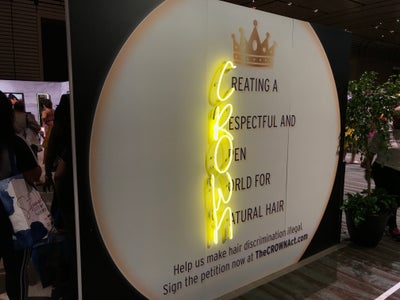 CREATING A
RESPECTFUL AND
OPEN
WORLD FOR
NATURAL HAIR
Help us make hair discrimination illegal.
Sign the petition now at TheCROWNAct.com